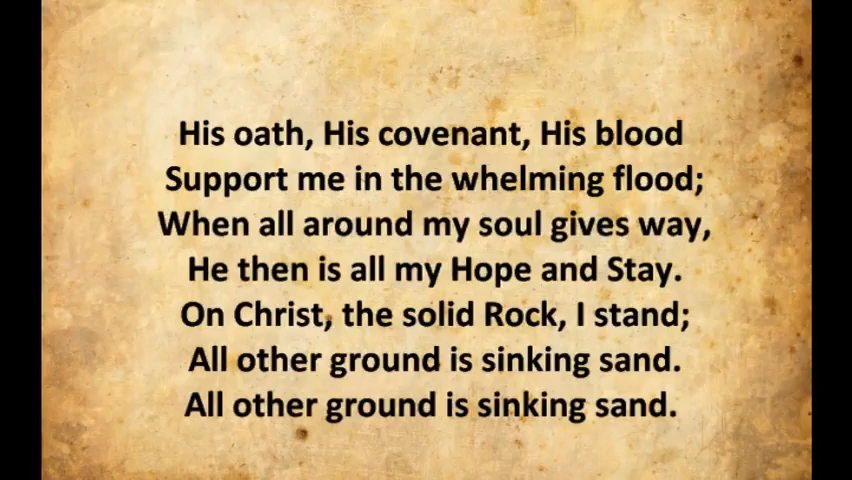 His oath, His covenant, His blood
Support me in the whelming flood;
When all around my soul gives way,
He then is all my Hope and Stay.
On Christ, the solid Rock, I stand;
All other ground is sinking sand.
All other ground is sinking sand.